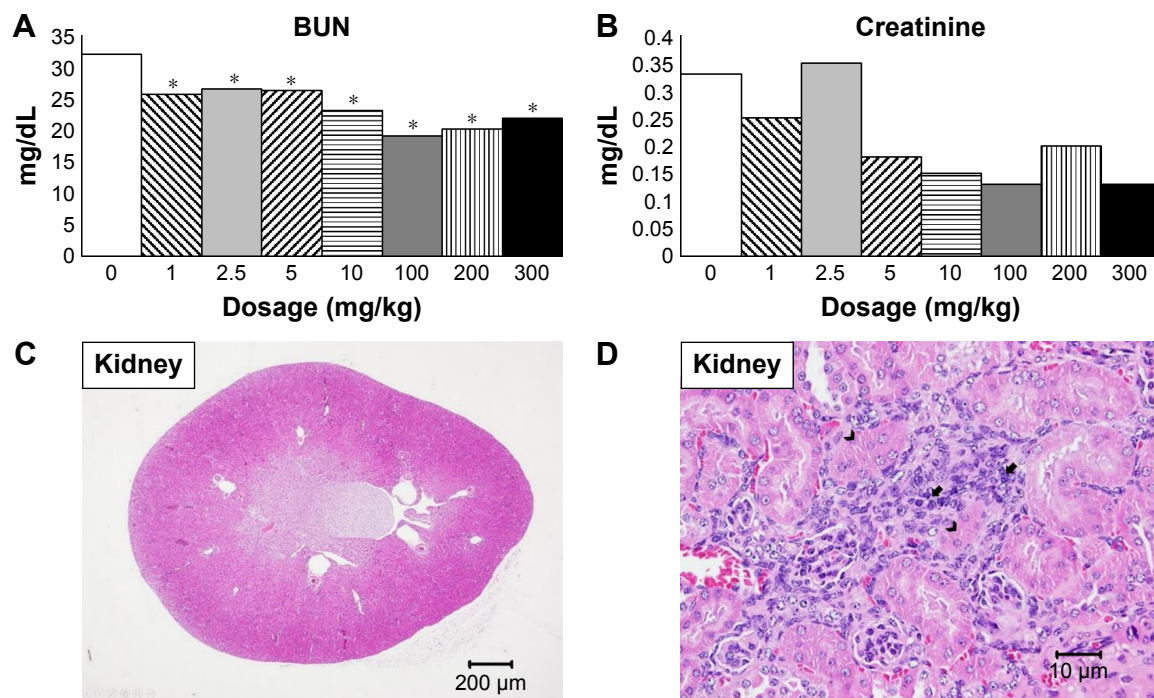 A
BUN
35
30
25
20
15
10
5
0
mg/dL
* * * * * * *
0 1 2.5 5 10 100 200 300
Dosage (mg/kg)
B
Creatinine
0.4
0.35
0.3
0.25
0.2
0.15
0.1
0.05
0
mg/dL
0 1 2.5 5 10 100 200 300
Dosage (mg/kg)
C
Kidney
200 µm
D
Kidney
10 µm